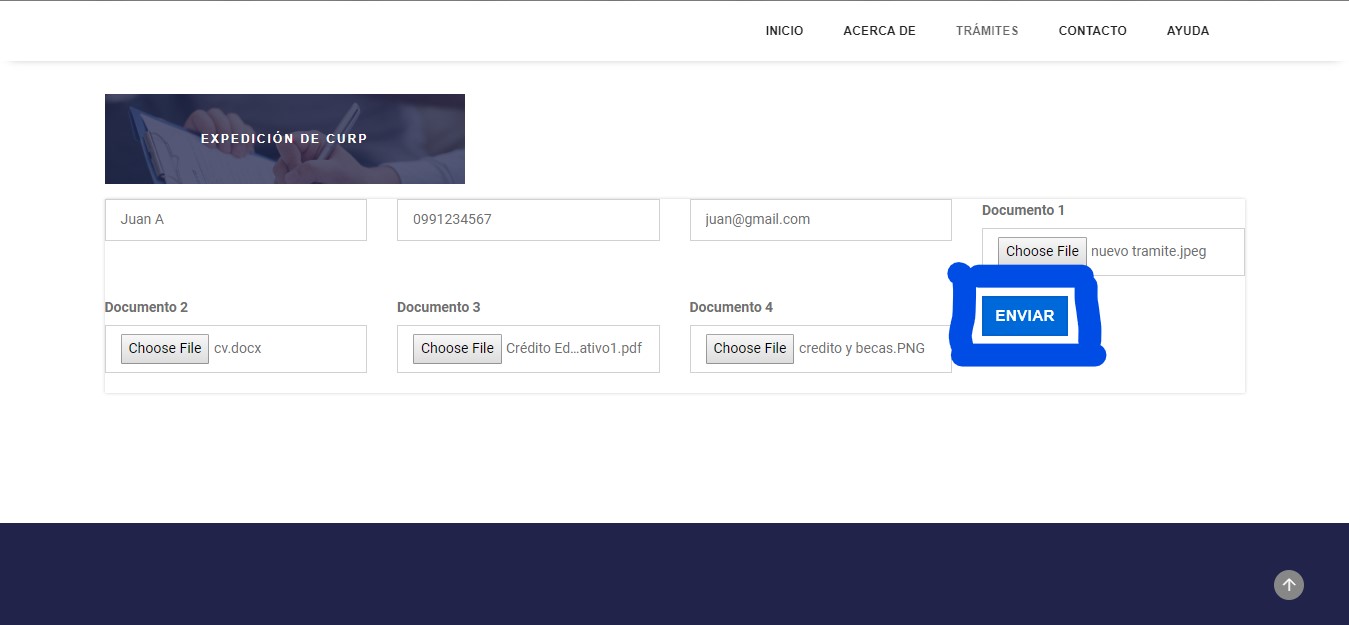 INICIO ACERCA DE TRÁMITES CONTACTO AYUDA
EXPEDICIÓN DE CURP
Juan A 0991234567 juan@gmail.com
Documento 1
Choose File nuevo tramite.jpeg
Documento 2 Documento 3 Documento 4
ENVIAR
Choose File cv.docx Choose File Crédito Ed...ativo1.pdf Choose File credito y becas.PNG